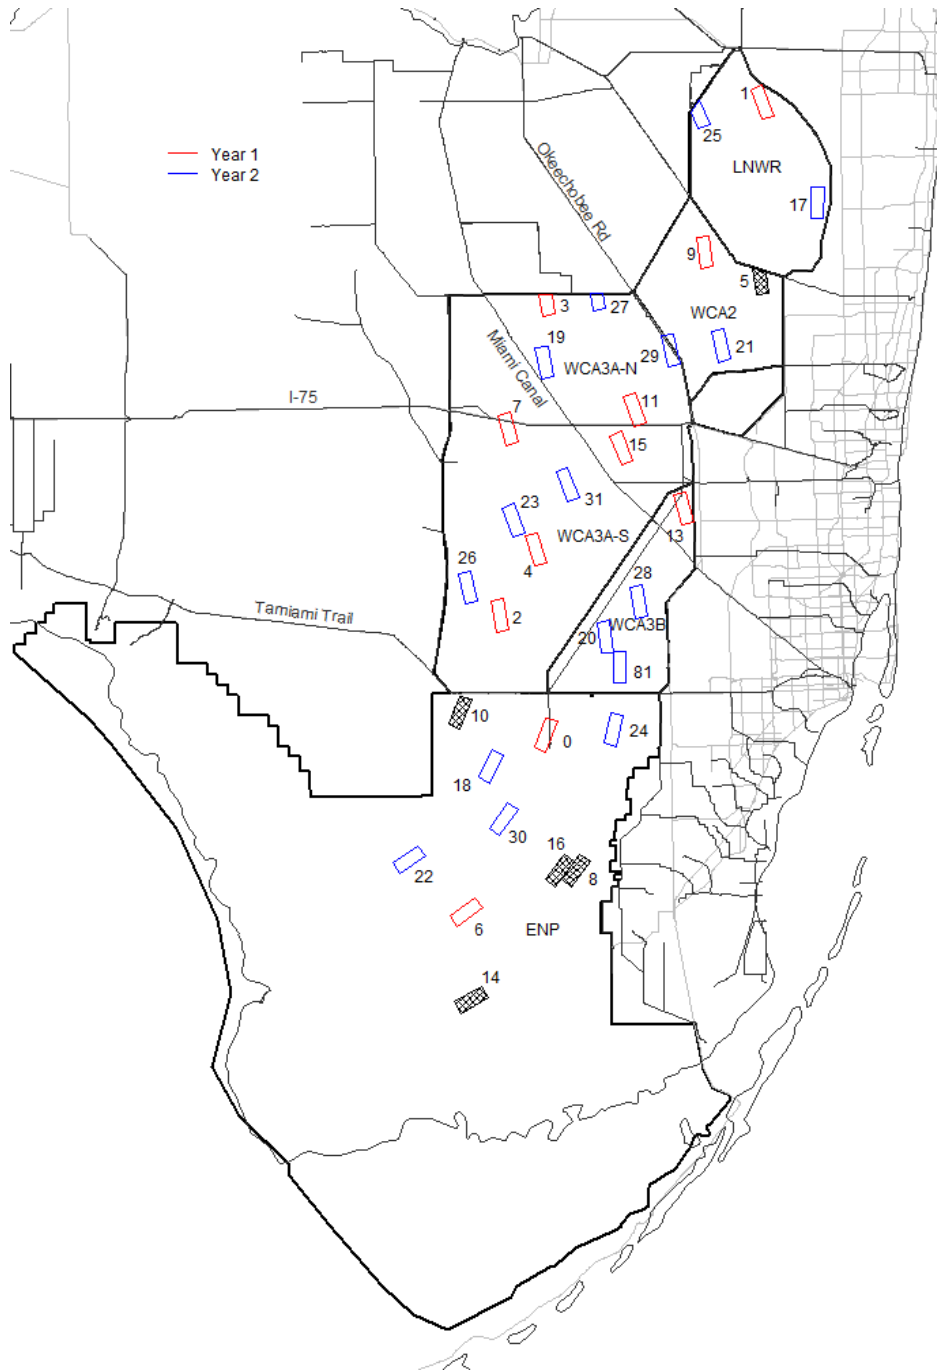 1
25
Okeechobee Rd
Year 1
Year 2
LNWR
17
9
5
3
27
WCA2
19
29
21
Miami Canal
WCA3A-N
I-75
7
11
15
31
23
13
WCA3A-S
4
26
28
Tamiami Trail
2
20
WCA3B
81
10
0
24
18
30
16
22
8
6
ENP
14